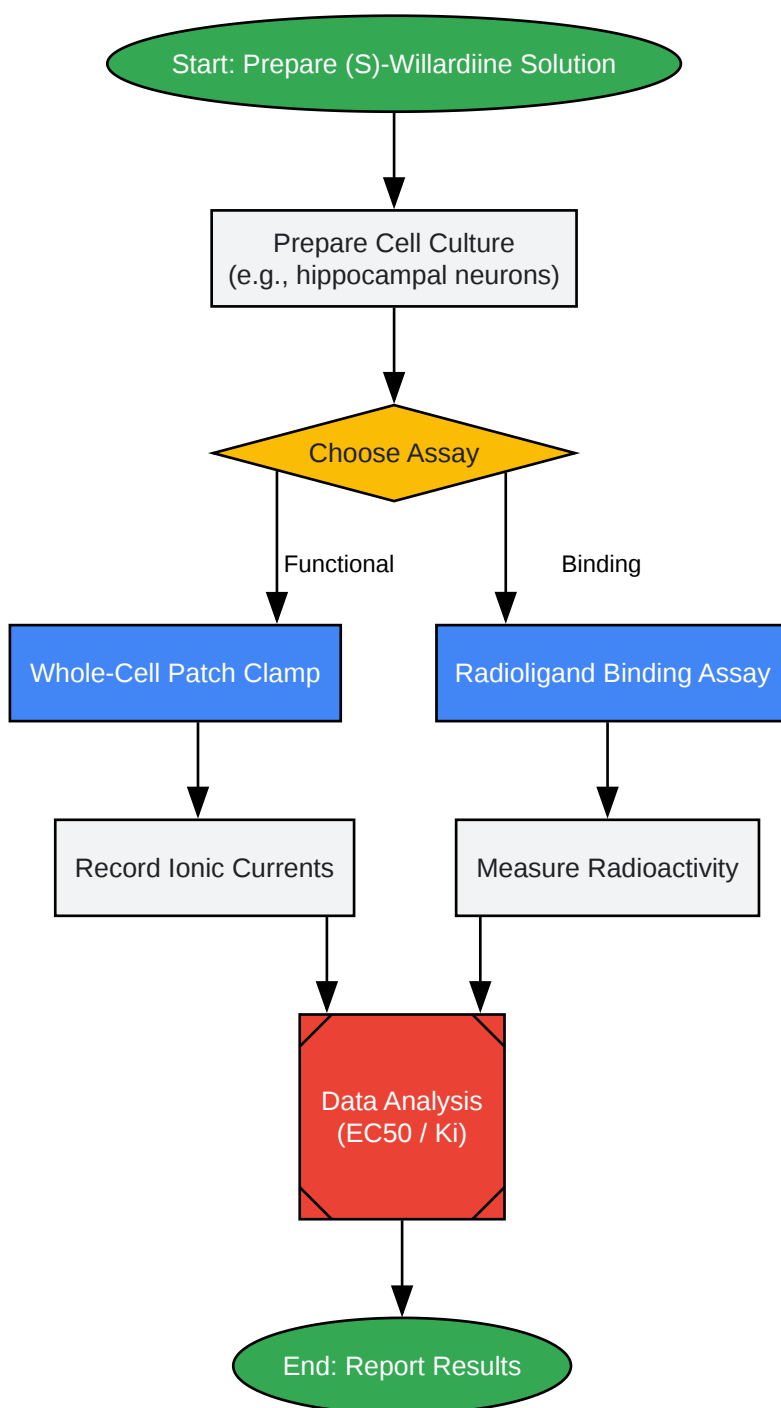 Start: Prepare (S)-Willardiine Solution
Prepare Cell Culture
(e.g., hippocampal neurons)
Choose Assay
Functional
Binding
Whole-Cell Patch Clamp
Radioligand Binding Assay
Record Ionic Currents
Measure Radioactivity
Data Analysis
(EC50 / Ki)
End: Report Results